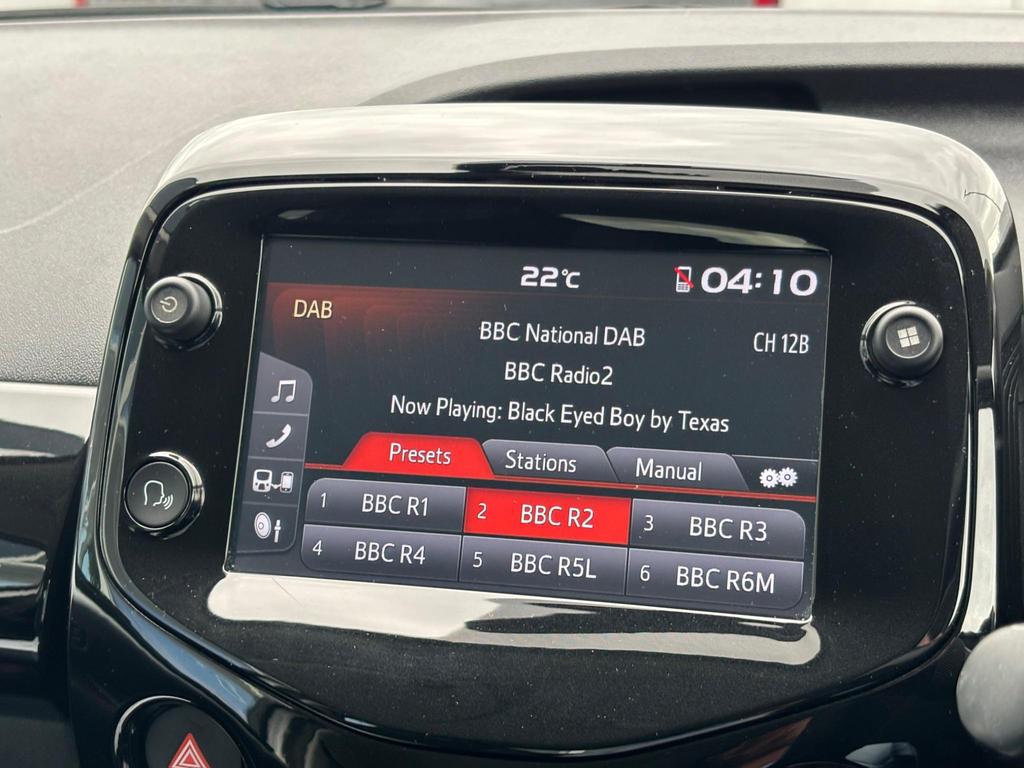 22°C 04:10
DAB
BBC National DAB
CH 12B
BBC Radio2
Now Playing: Black Eyed Boy by Texas
Presets Stations Manual
1 BBC R1 2 BBC R2 3 BBC R3
4 BBC R4 5 BBC R5L 6 BBC R6M